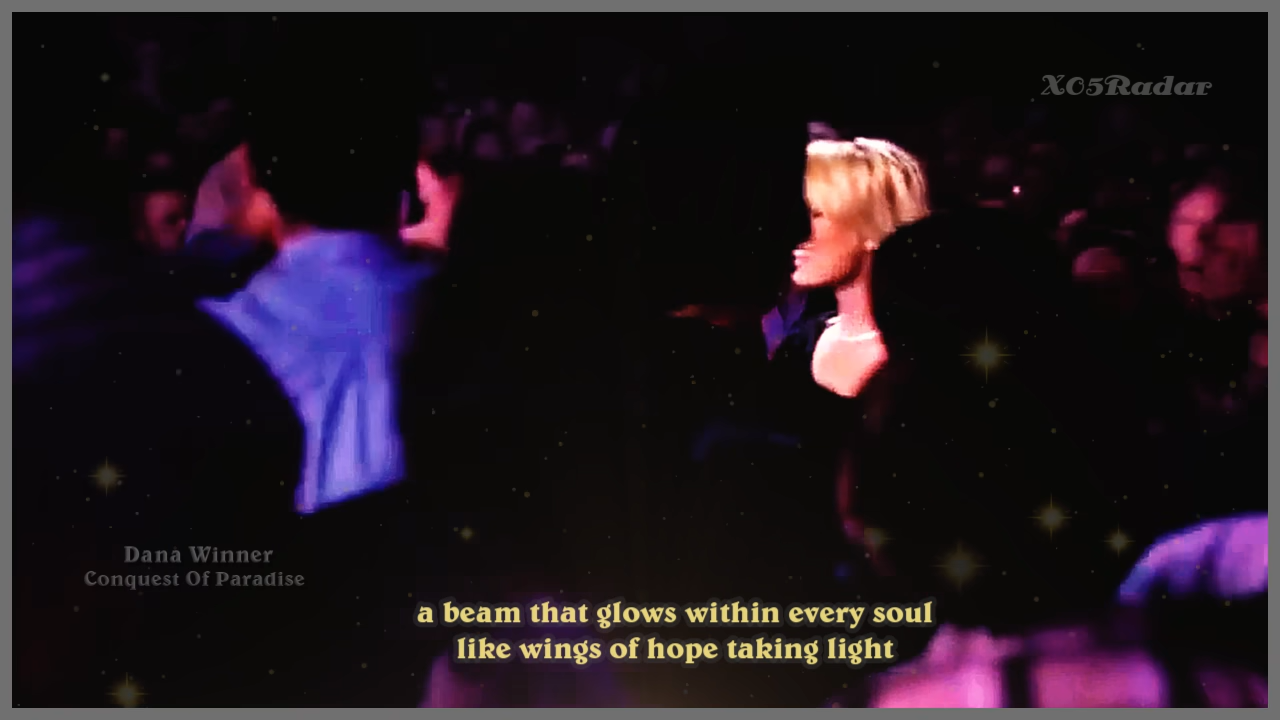 X05Radar
Dana Winner
Conquest Of Paradise
a beam that glows within every soul
like wings of hope taking light